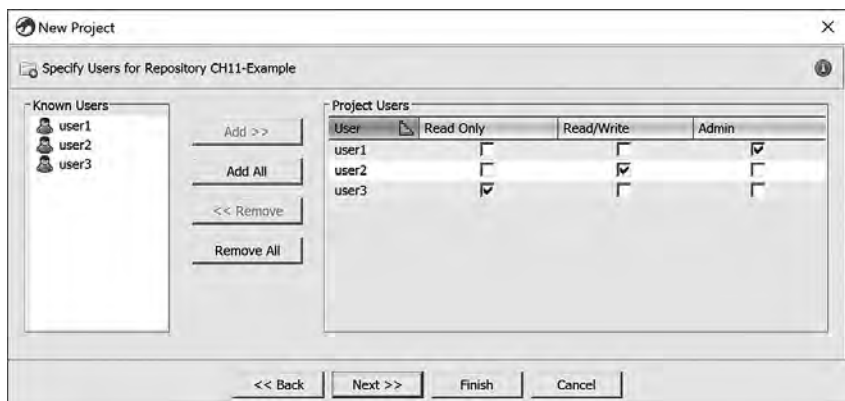 New Project
Specify Users for Repository CH11-Example
Known Users
user1
user2
user3
Add >>
Add All
<< Remove
Remove All
Project Users
User Read Only Read/Write Admin
user1
user2
user3
<< Back Next >> Finish Cancel